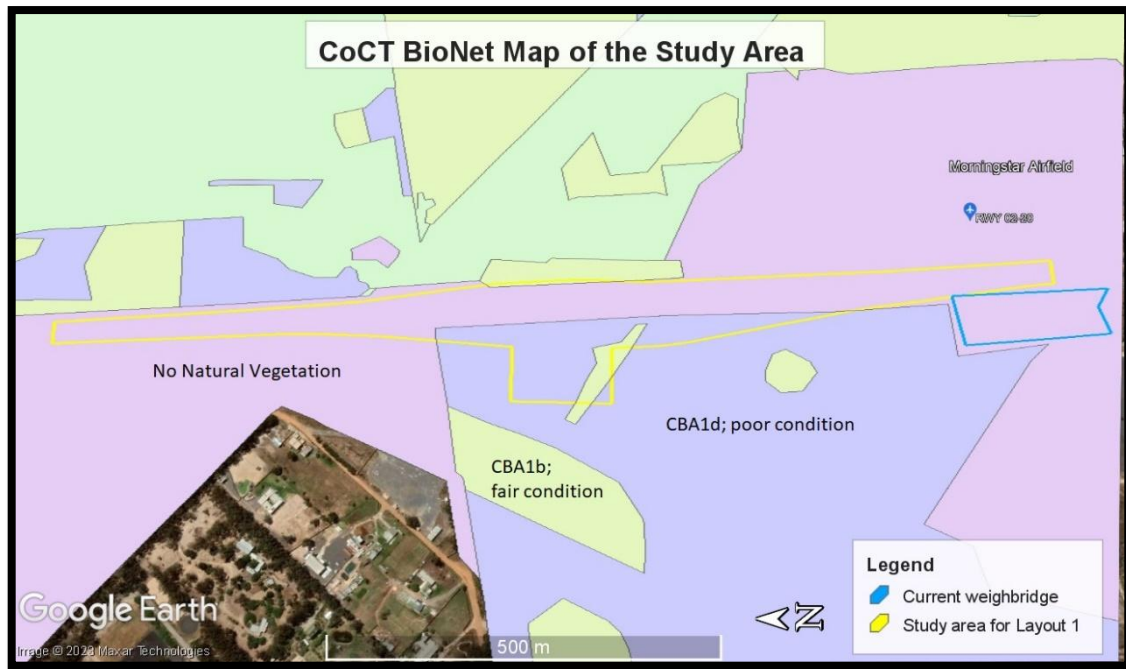 CoCT BioNet Map of the Study Area
Morningstar Airfield
RWY 02-20
No Natural Vegetation
CBA1d; poor condition
CBA1b;
fair condition
Legend
Current weighbridge
Study area for Layout 1
Google Earth
Image © 2023 Maxar Technologies
500 m
N